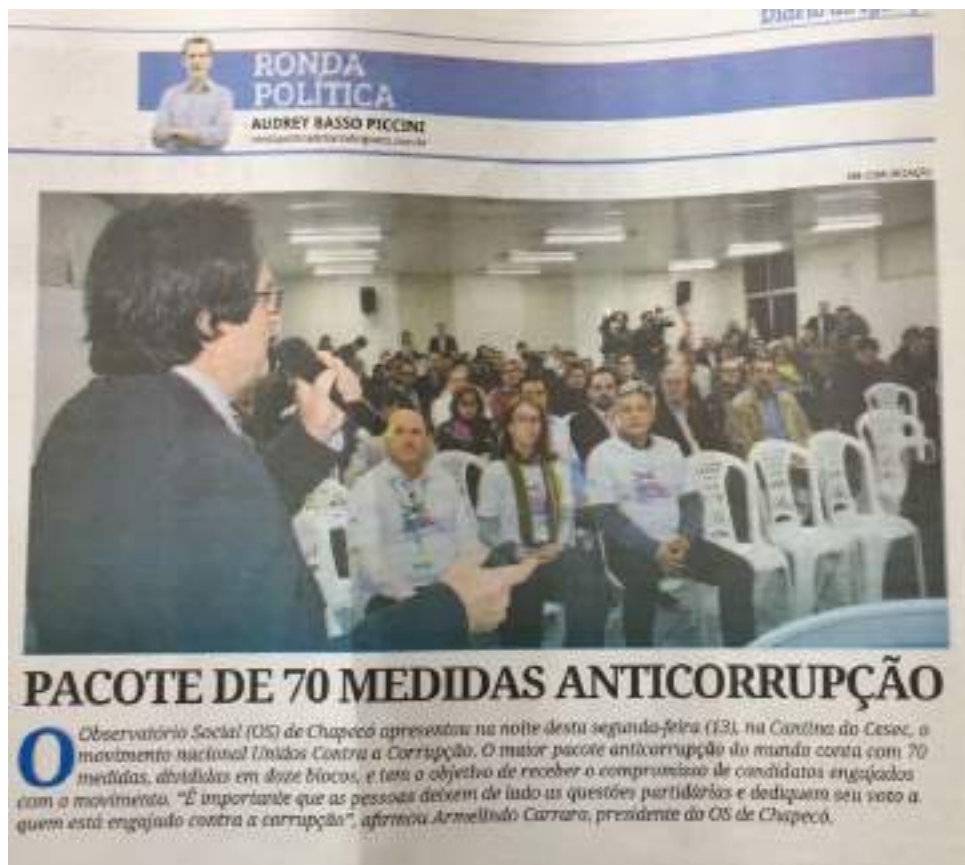 RONDA
POLÍTICA
AUDREY BASSO PICCINI
PACOTE DE 70 MEDIDAS ANTICORRUPÇÃO
O Observatório Social (OS) de Chapecó apresentou na noite desta segunda-feira (13), na Cantina do Cesec, o
movimento nacional Unidos Contra a Corrupção. O maior pacote anticorrupção do mundo conta com 70
medidas, divididas em doze blocos, e tem o objetivo de receber o compromisso de candidatos engajados
com o movimento. "É importante que as pessoas deixem de lado as questões partidárias e dediquem seu voto a
quem está engajado contra a corrupção", afirmou Armelindo Carraro, presidente do OS de Chapecó.